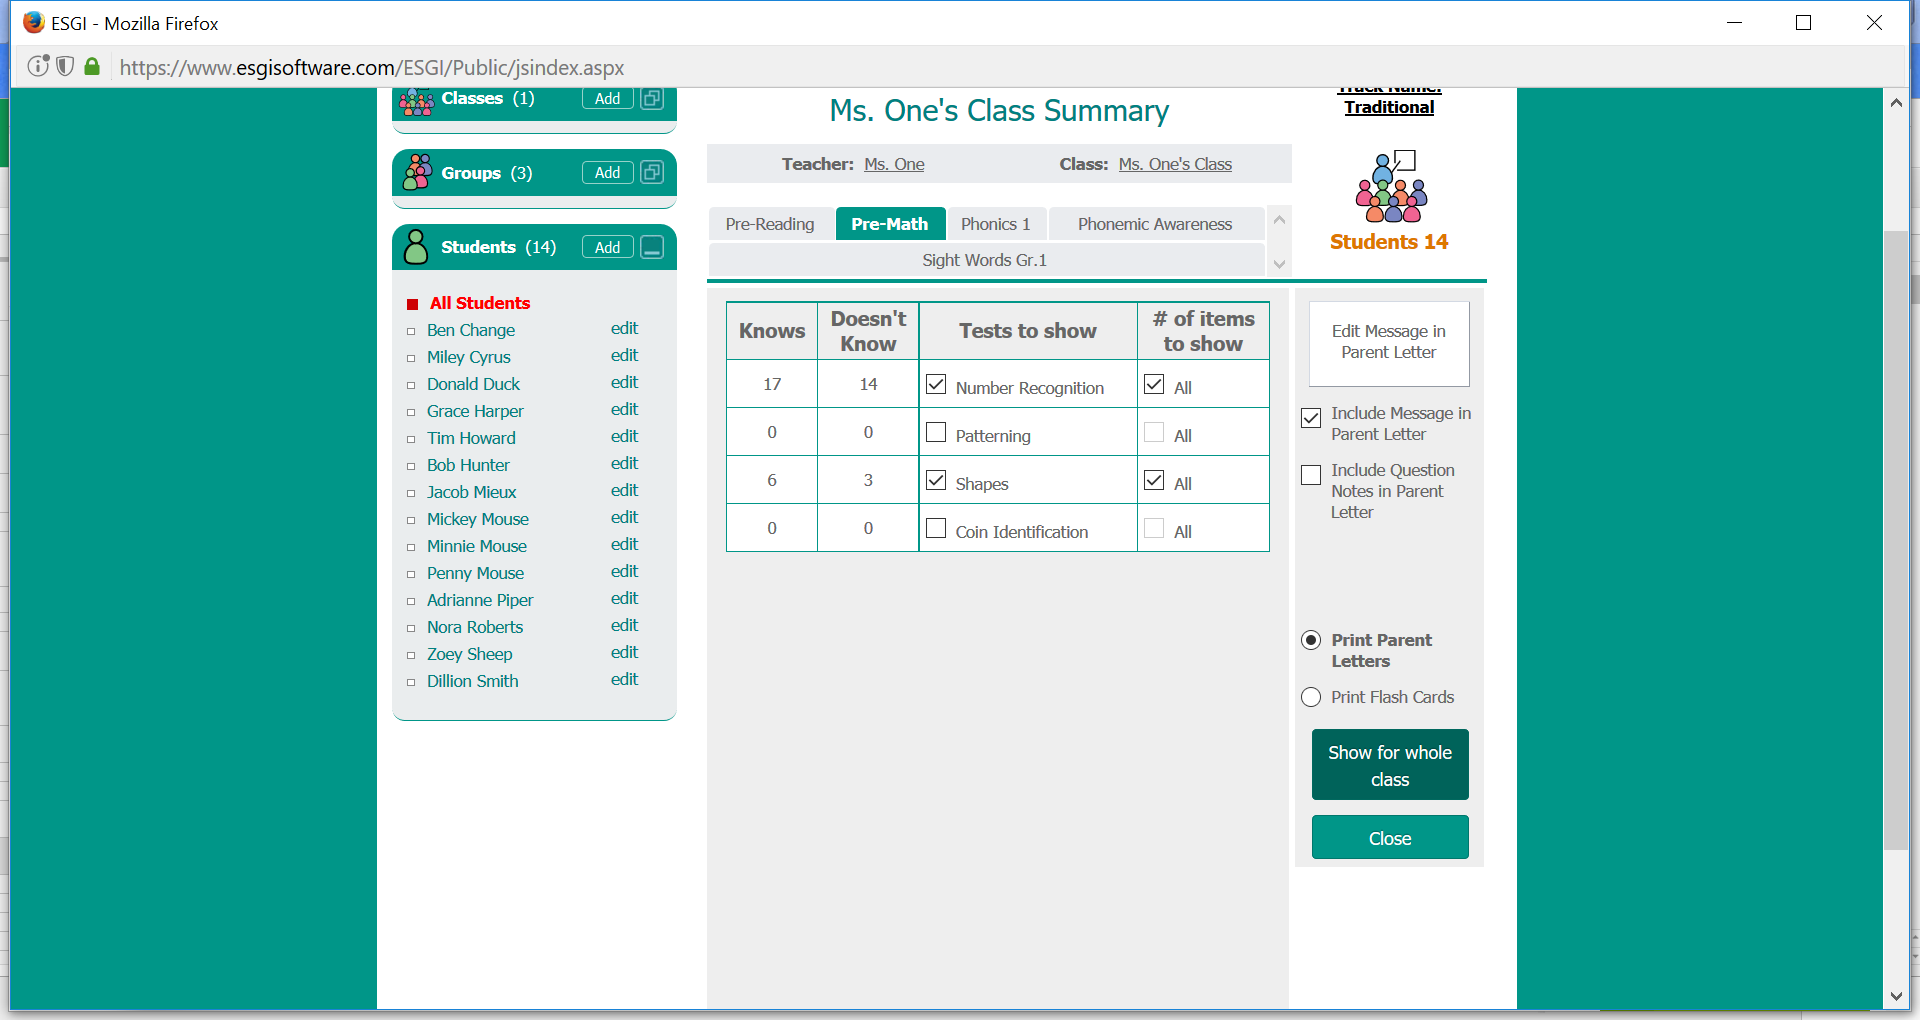 ESGI - Mozilla Firefox
https://www.esgisoftware.com/ESGI/Public/jsindex.aspx
Classes (1) Add
Groups (3) Add
Students (14) Add
All Students
Ben Change edit
Miley Cyrus edit
Donald Duck edit
Grace Harper edit
Tim Howard edit
Bob Hunter edit
Jacob Mieux edit
Mickey Mouse edit
Minnie Mouse edit
Penny Mouse edit
Adrianne Piper edit
Nora Roberts edit
Zoey Sheep edit
Dillion Smith edit
Ms. One's Class Summary
Teacher: Ms. One Class: Ms. One's Class
Pre-Reading Pre-Math Phonics 1 Phonemic Awareness
Sight Words Gr.1
Knows Doesn't Know Tests to show # of items to show
17 14 Number Recognition All
0 0 Patterning All
6 3 Shapes All
0 0 Coin Identification All
Track Name:
Traditional
Students 14
Edit Message in
Parent Letter
Include Message in
Parent Letter
Include Question
Notes in Parent
Letter
Print Parent
Letters
Print Flash Cards
Show for whole
class
Close